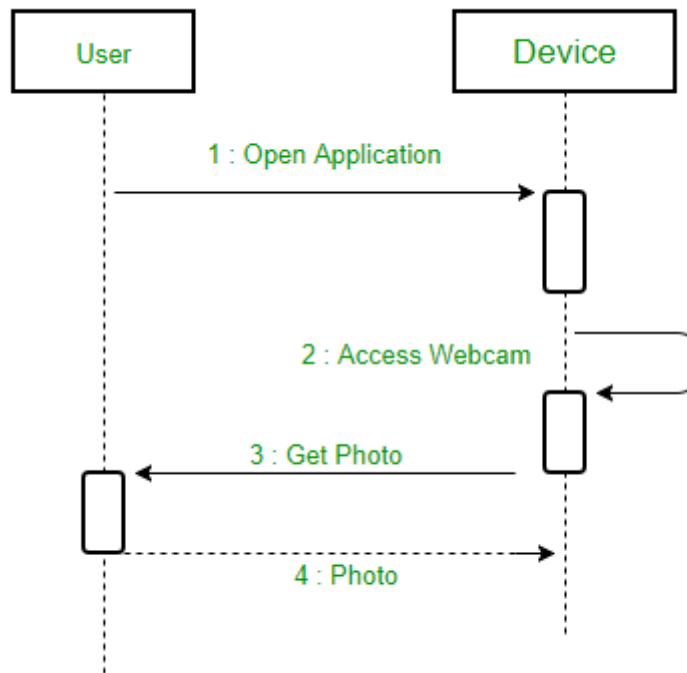 User
Device
1 : Open Application
2 : Access Webcam
3 : Get Photo
4 : Photo